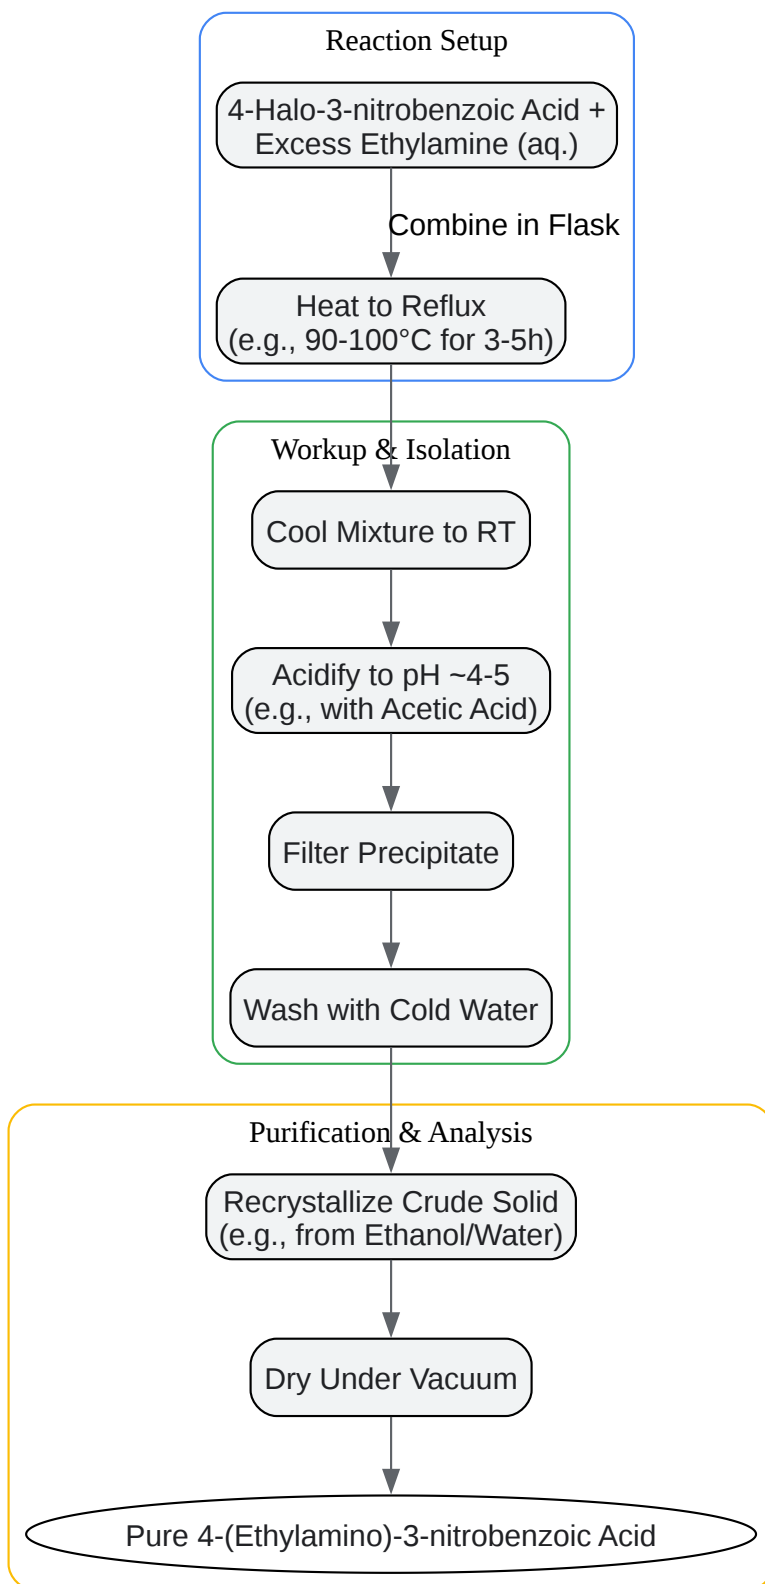 Reaction Setup
4-Halo-3-nitrobenzoic Acid +
Excess Ethylamine (aq.)
Combine in Flask
Heat to Reflux
(e.g., 90-100°C for 3-5h)
Workup & Isolation
Cool Mixture to RT
Acidify to pH ~4-5
(e.g., with Acetic Acid)
Filter Precipitate
Wash with Cold Water
Purification & Analysis
Recrystallize Crude Solid
(e.g., from Ethanol/Water)
Dry Under Vacuum
Pure 4-(Ethylamino)-3-nitrobenzoic Acid